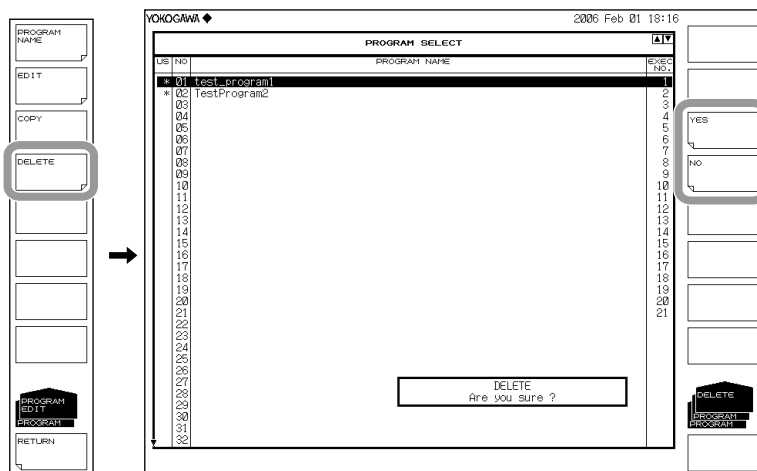 PROGRAM
NAME
EDIT
COPY
DELETE
PROGRAM
EDIT
PROGRAM
RETURN
YOKOGAWA
2006 Feb 01 18:16
PROGRAM SELECT
US NO PROGRAM NAME EXEC
NO.
* 01 test_program1 1
* 02 TestProgram2 2
03
04 4
05 5
06 6
07 7
08 8
09 9
10 10
11 11
12 12
13 13
14 14
15 15
16 16
17 17
18 18
19 19
20 20
21 21
22
23
24
25
26
27
28
29
30
31
32
DELETE
Are you sure ?
YES
NO
DELETE
PROGRAM
PROGRAM